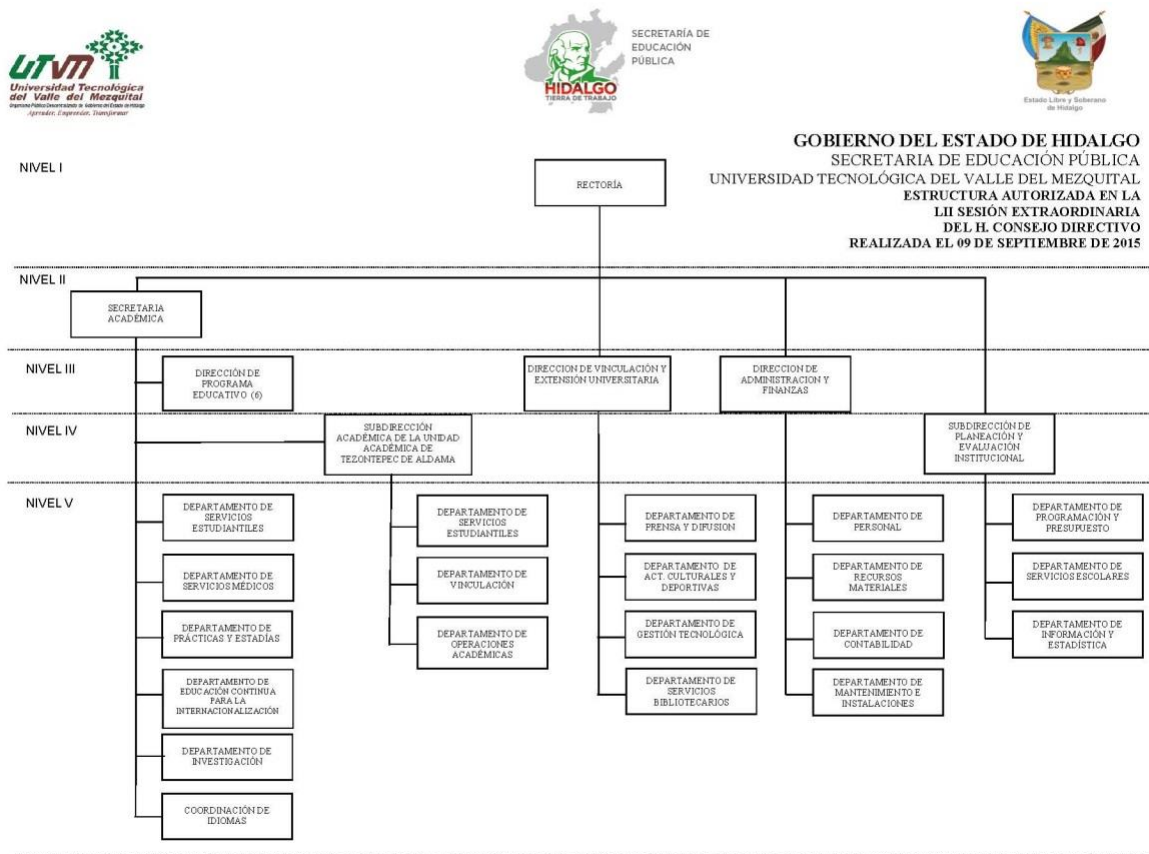 UTVM
Universidad Tecnológica
del Valle del Mezquital
Organismo Público Descentralizado de Gobierno del Estado de Hidalgo
Aprender, Emprender, Transformar
SECRETARÍA DE
EDUCACIÓN
PÚBLICA
HIDALGO
TIERRA DE TRABAJO
Estado Libre y Soberano
de Hidalgo
GOBIERNO DEL ESTADO DE HIDALGO
SECRETARIA DE EDUCACIÓN PÚBLICA
UNIVERSIDAD TECNOLÓGICA DEL VALLE DEL MEZQUITAL
ESTRUCTURA AUTORIZADA EN LA
LII SESIÓN EXTRAORDINARIA
DEL H. CONSEJO DIRECTIVO
REALIZADA EL 09 DE SEPTIEMBRE DE 2015
NIVEL I
RECTORÍA
NIVEL II
SECRETARIA
ACADÉMICA
NIVEL III
DIRECCIÓN DE
PROGRAMA
EDUCATIVO (6)
DIRECCION DE VINCULACIÓN Y
EXTENSIÓN UNIVERSITARIA
DIRECCION DE
ADMINISTRACION Y
FINANZAS
NIVEL IV
SUBDIRECCIÓN
ACADÉMICA DE LA UNIDAD
ACADÉMICA DE
TEZONTEPEC DE ALDAMA
SUBDIRECCIÓN DE
PLANEACIÓN Y
EVALUACIÓN
INSTITUCIONAL
NIVEL V
DEPARTAMENTO DE
SERVICIOS
ESTUDIANTILES
DEPARTAMENTO DE
SERVICIOS MÉDICOS
DEPARTAMENTO DE
PRÁCTICAS Y ESTADÍAS
DEPARTAMENTO DE
EDUCACIÓN CONTINUA
PARA LA
INTERNACIONALIZACIÓN
DEPARTAMENTO DE
INVESTIGACIÓN
COORDINACIÓN DE
IDIOMAS
DEPARTAMENTO DE
SERVICIOS
ESTUDIANTILES
DEPARTAMENTO DE
VINCULACIÓN
DEPARTAMENTO DE
OPERACIONES
ACADÉMICAS
DEPARTAMENTO DE
PRENSA Y DIFUSION
DEPARTAMENTO DE
ACT. CULTURALES Y
DEPORTIVAS
DEPARTAMENTO DE
GESTIÓN TECNOLÓGICA
DEPARTAMENTO DE
SERVICIOS
BIBLIOTECARIOS
DEPARTAMENTO DE
PERSONAL
DEPARTAMENTO DE
RECURSOS
MATERIALES
DEPARTAMENTO DE
CONTABILIDAD
DEPARTAMENTO DE
MANTENIMIENTO E
INSTALACIONES
DEPARTAMENTO DE
PROGRAMACIÓN Y
PRESUPUESTO
DEPARTAMENTO DE
SERVICIOS ESCOLARES
DEPARTAMENTO DE
INFORMACIÓN Y
ESTADÍSTICA